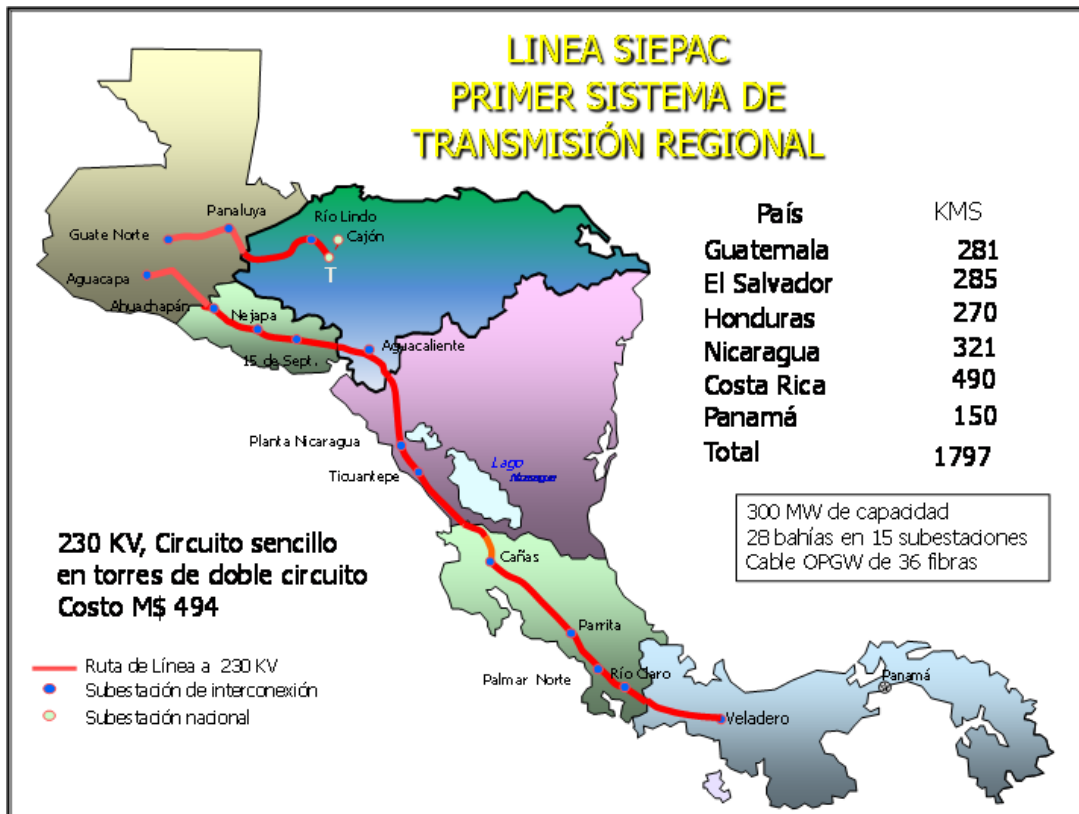 LINEA SIEPAC
PRIMER SISTEMA DE
TRANSMISIÓN REGIONAL
País KMS
Guatemala 281
El Salvador 285
Honduras 270
Nicaragua 321
Costa Rica 490
Panamá 150
Total 1797
300 MW de capacidad
28 bahías en 15 subestaciones
Cable OPGW de 36 fibras
Panaluya
Río Lindo
Guate Norte
Cajón
T
Aguacapa
Ahuachapán
Nejapa
15 de Sept.
Aguacaliente
Planta Nicaragua
Ticuantepe
Lago
Nicaragua
Cañas
Parrita
Palmar Norte
Río Claro
Veladero
Panamá
230 KV, Circuito sencillo
en torres de doble circuito
Costo M$ 494
Ruta de Línea a 230 KV
Subestación de interconexión
Subestación nacional